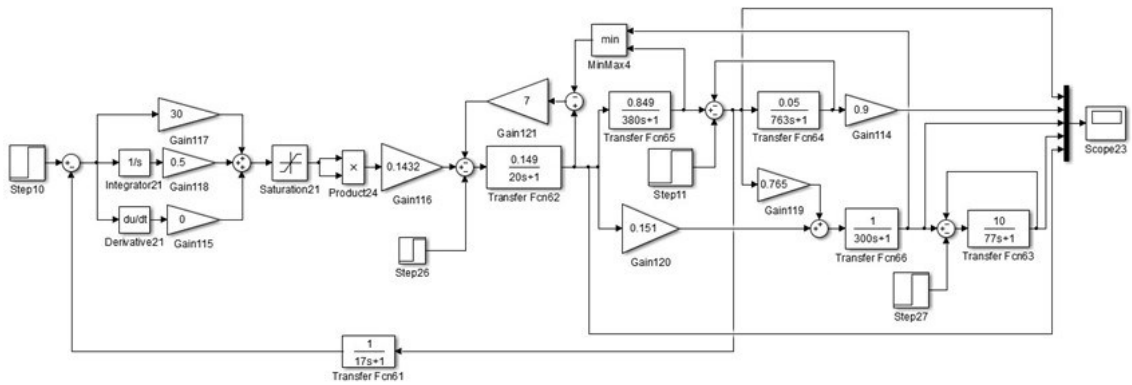 min
MinMax4
7
Gain121
30
Gain117
1/s
Integrator21
0.5
Gain118
du/dt
Derivative21
0
Gain115
Step10
Saturation21
×
Product24
0.1432
Gain116
Step26
0.149
20s+1
Transfer Fcn62
0.849
380s+1
Transfer Fcn65
Step11
0.05
763s+1
Transfer Fcn64
0.9
Gain114
0.765
Gain119
0.151
Gain120
1
300s+1
Transfer Fcn66
10
77s+1
Transfer Fcn63
Step27
Scope23
1
17s+1
Transfer Fcn61